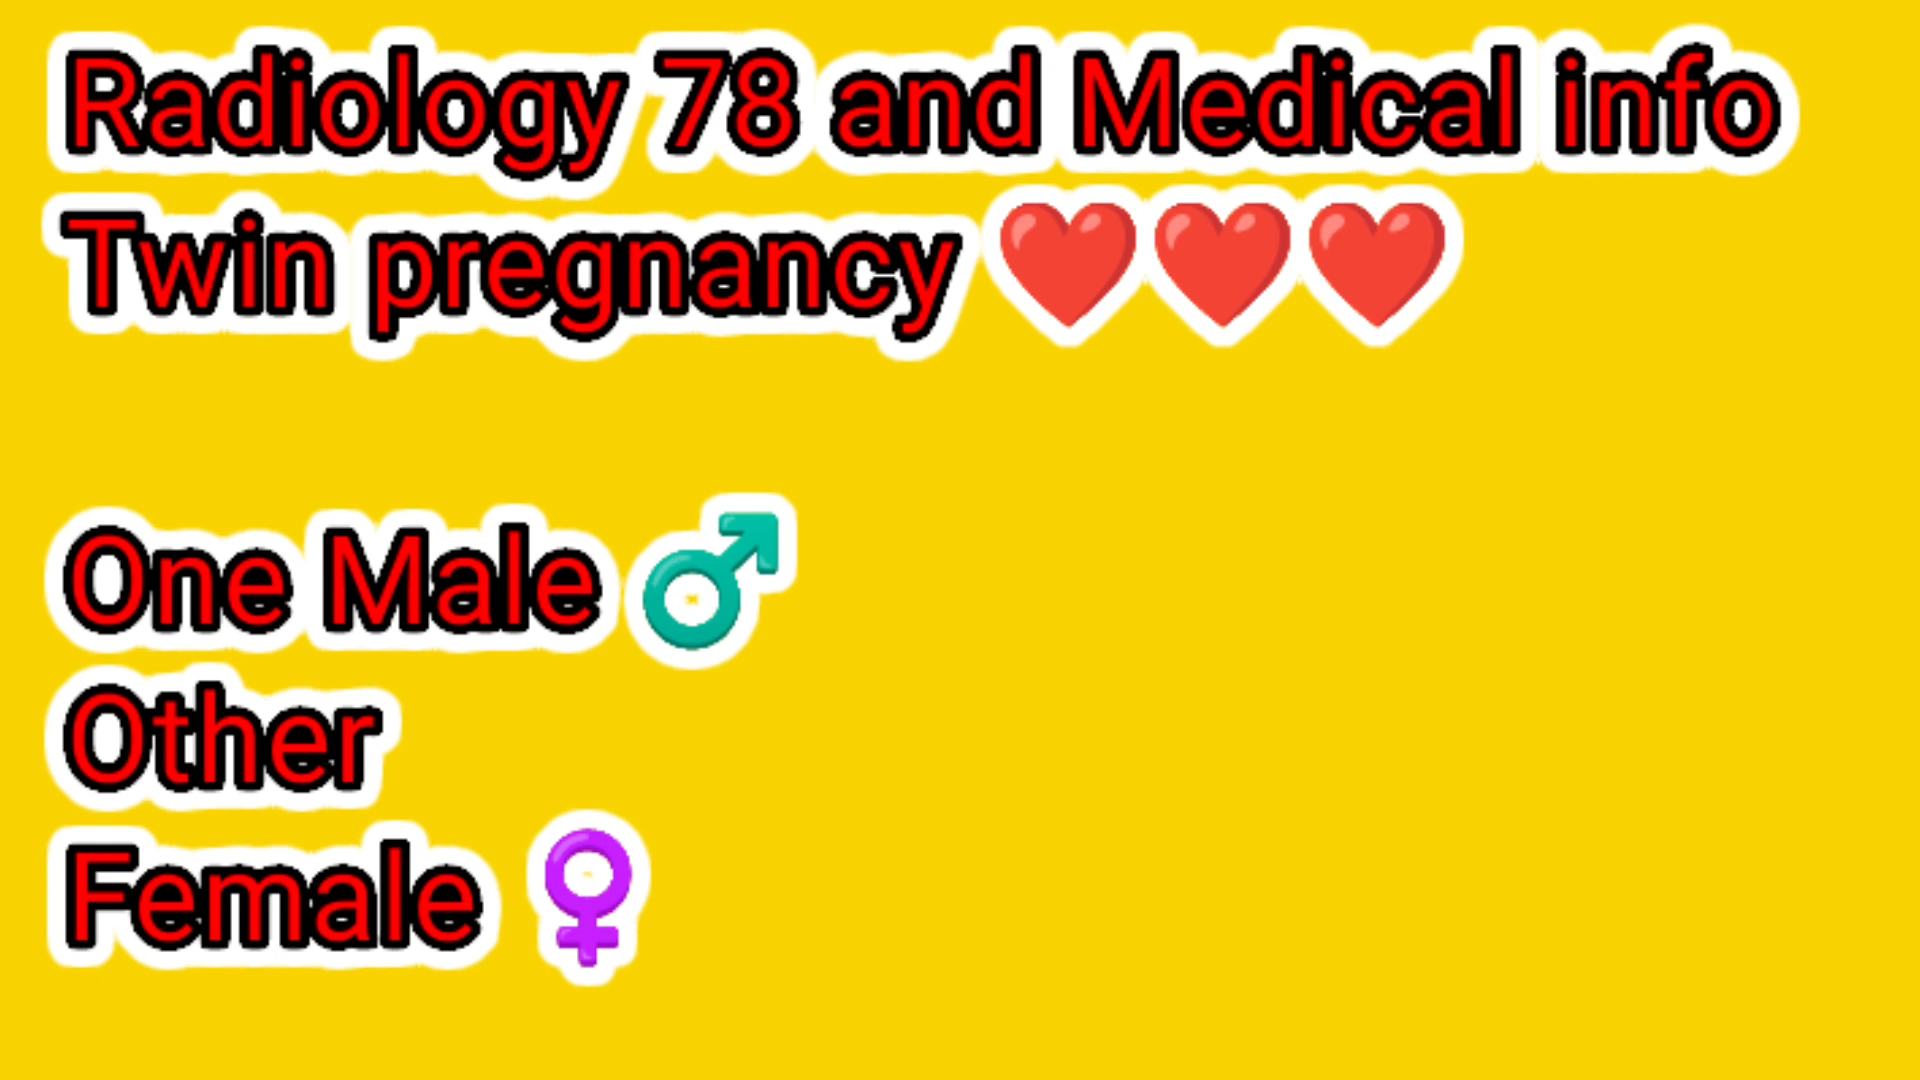 Radiology 78 and Medical info
Twin pregnancy ❤️❤️❤️
One Male ♂️
Other
Female ♀️